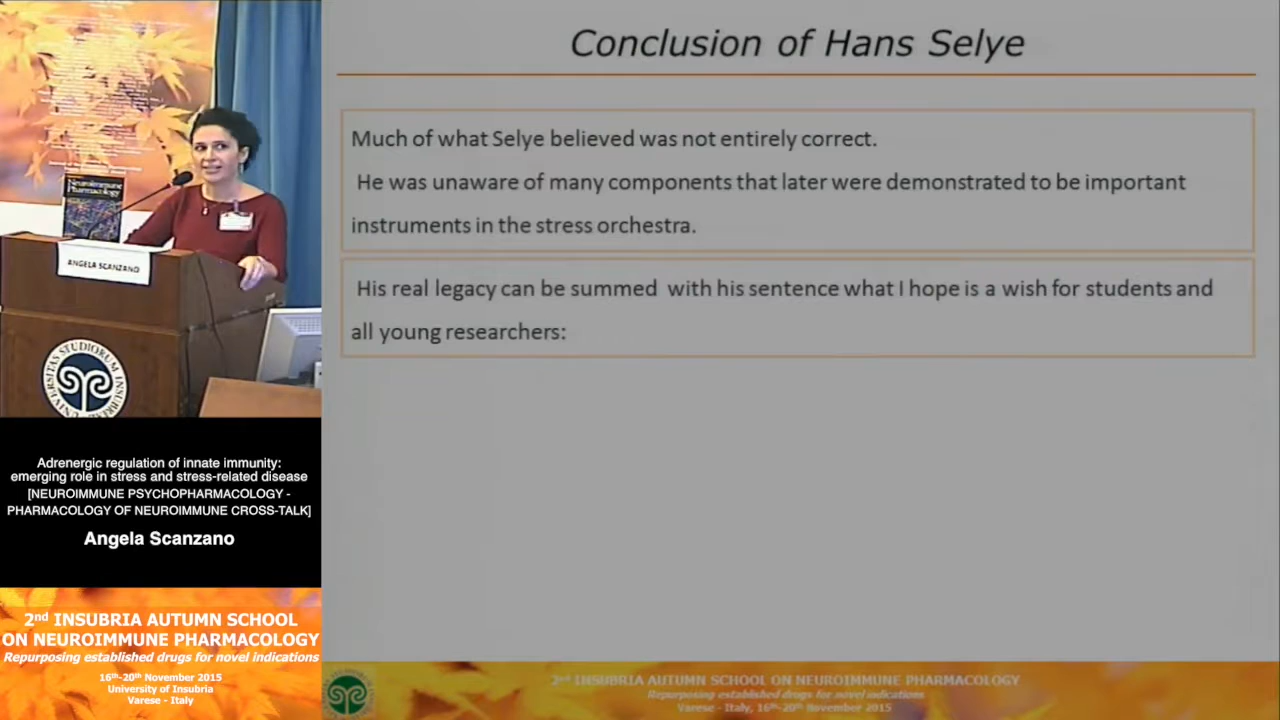 Conclusion of Hans Selye
Much of what Selye believed was not entirely correct.
He was unaware of many components that later were demonstrated to be important
instruments in the stress orchestra.
His real legacy can be summed with his sentence what I hope is a wish for students and
all young researchers:
Neuroimmune
Pharmacology
ANGELA SCANZANO
Adrenergic regulation of innate immunity:
emerging role in stress and stress-related disease
[NEUROIMMUNE PSYCHOPHARMACOLOGY -
PHARMACOLOGY OF NEUROIMMUNE CROSS-TALK]
Angela Scanzano
2nd INSUBRIA AUTUMN SCHOOL
ON NEUROIMMUNE PHARMACOLOGY
Repurposing established drugs for novel indications
16th-20th November 2015
University of Insubria
Varese - Italy
2nd INSUBRIA AUTUMN SCHOOL ON NEUROIMMUNE PHARMACOLOGY
Repurposing established drugs for novel indications
Varese - Italy, 16th-20th November 2015